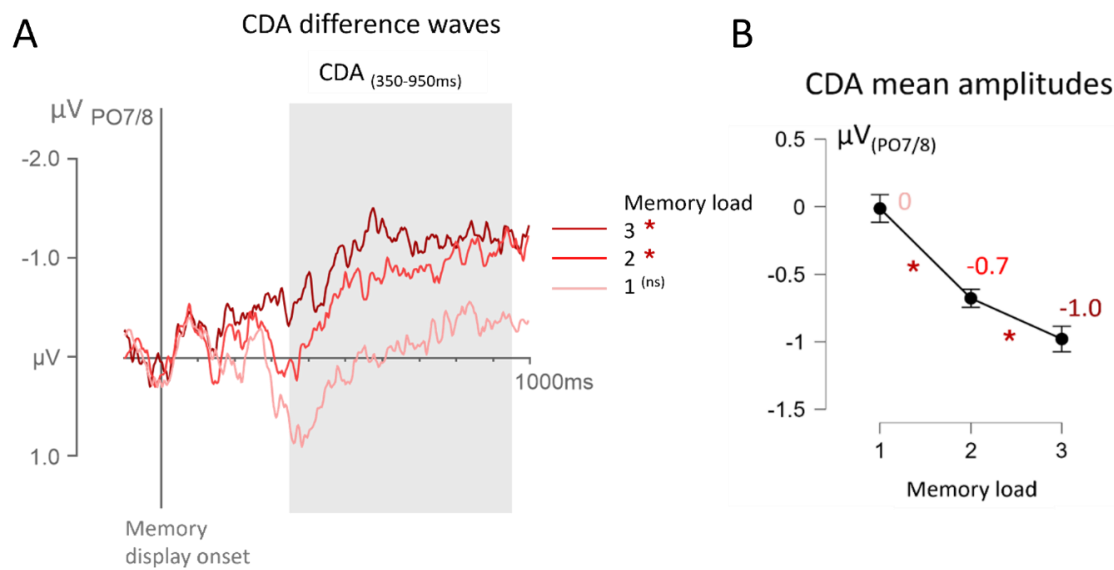 A
CDA difference waves
CDA (350-950ms)
µV PO7/8
-2.0
-1.0
µV
1.0
1000ms
Memory
display onset
Memory load
3 *
2 *
1 (ns)
B
CDA mean amplitudes
µV(PO7/8)
0.5
0
-0.5
-1
-1.5
0
*
-0.7
*
-1.0
1
2
3
Memory load